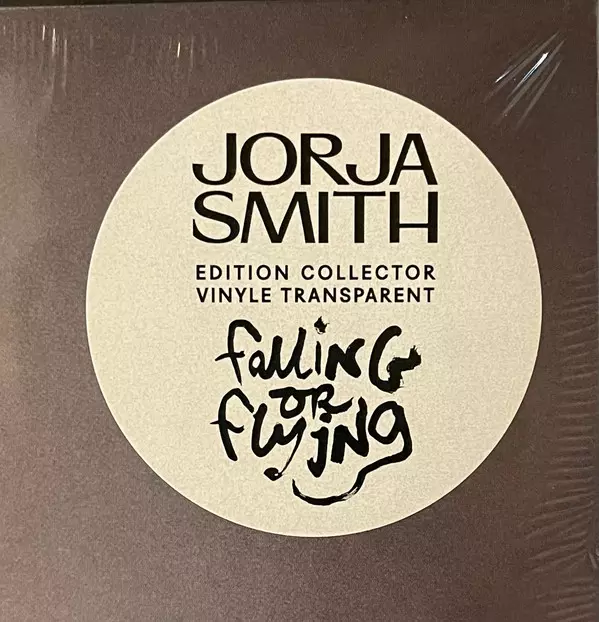 JORJA
SMITH
EDITION COLLECTOR
VINYLE TRANSPARENT
falling
OR
flying